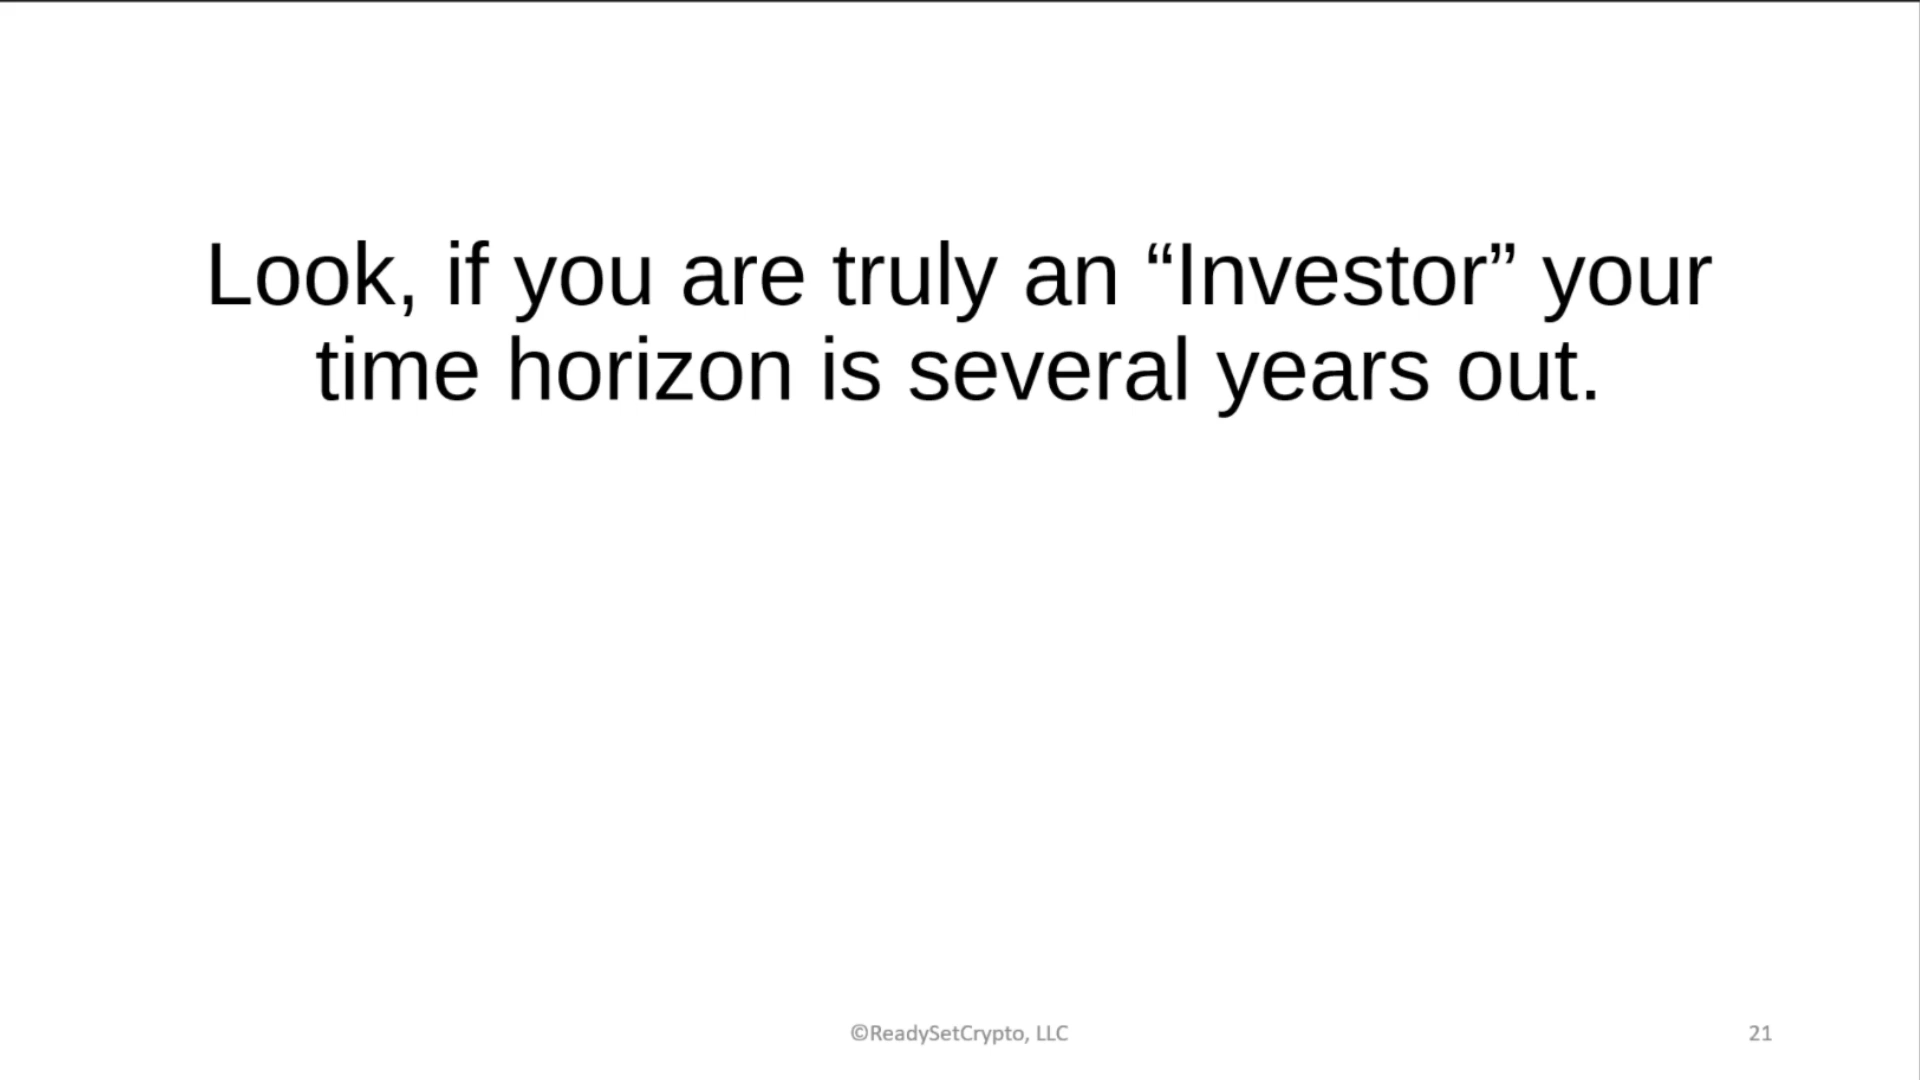 Look, if you are truly an “Investor” your
time horizon is several years out.
©ReadySetCrypto, LLC
21